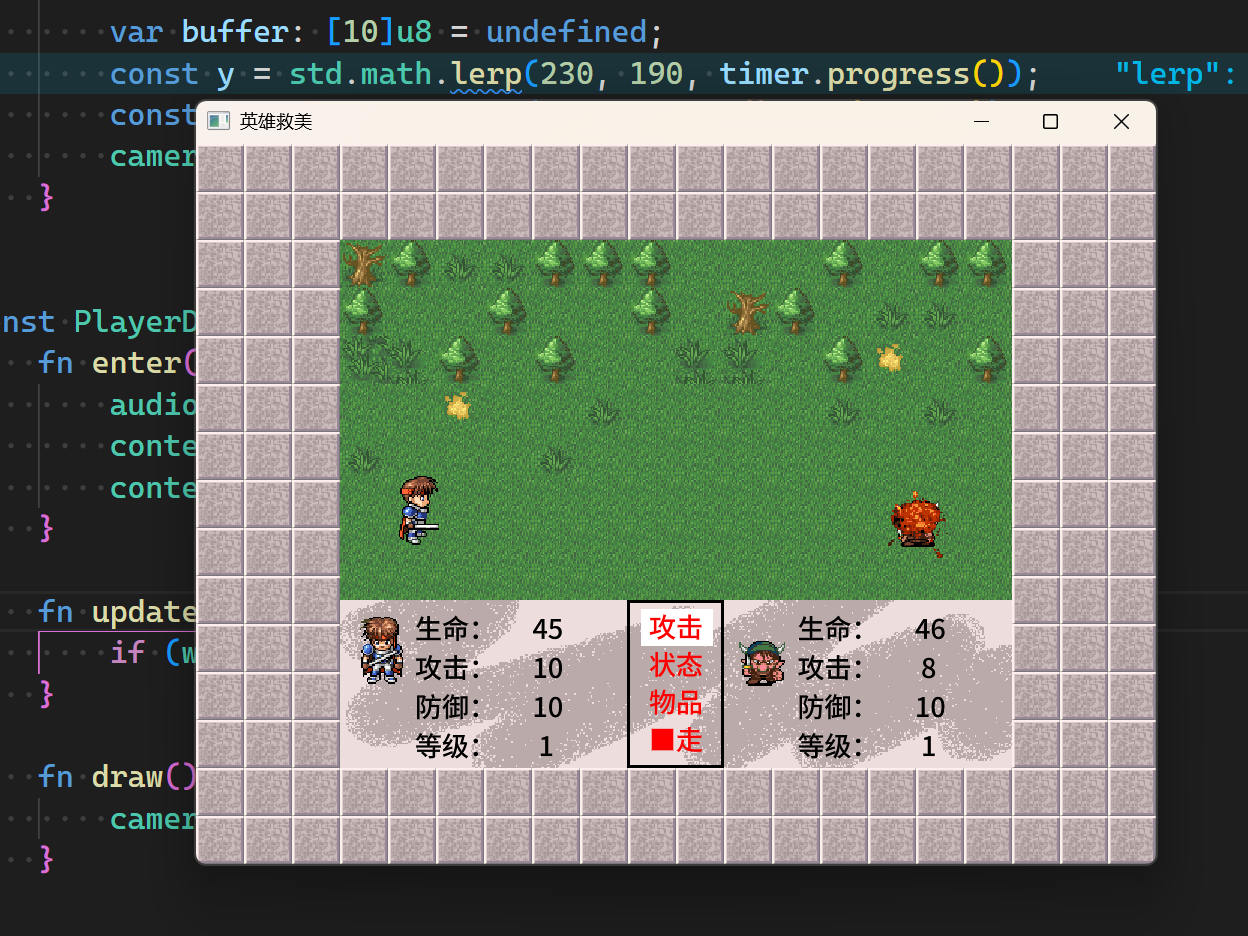 var buffer: [10]u8 = undefined;
const y = std.math.lerp(230, 190, timer.progress()); "lerp":
const
camer
}
英雄救美
nst PlayerD
fn enter(
audio
conte
conte
}
fn update
if (w
}
fn draw()
camer
}
生命: 45
攻击: 10
防御: 10
等级: 1
攻击
状态
物品
■走
生命: 46
攻击: 8
防御: 10
等级: 1